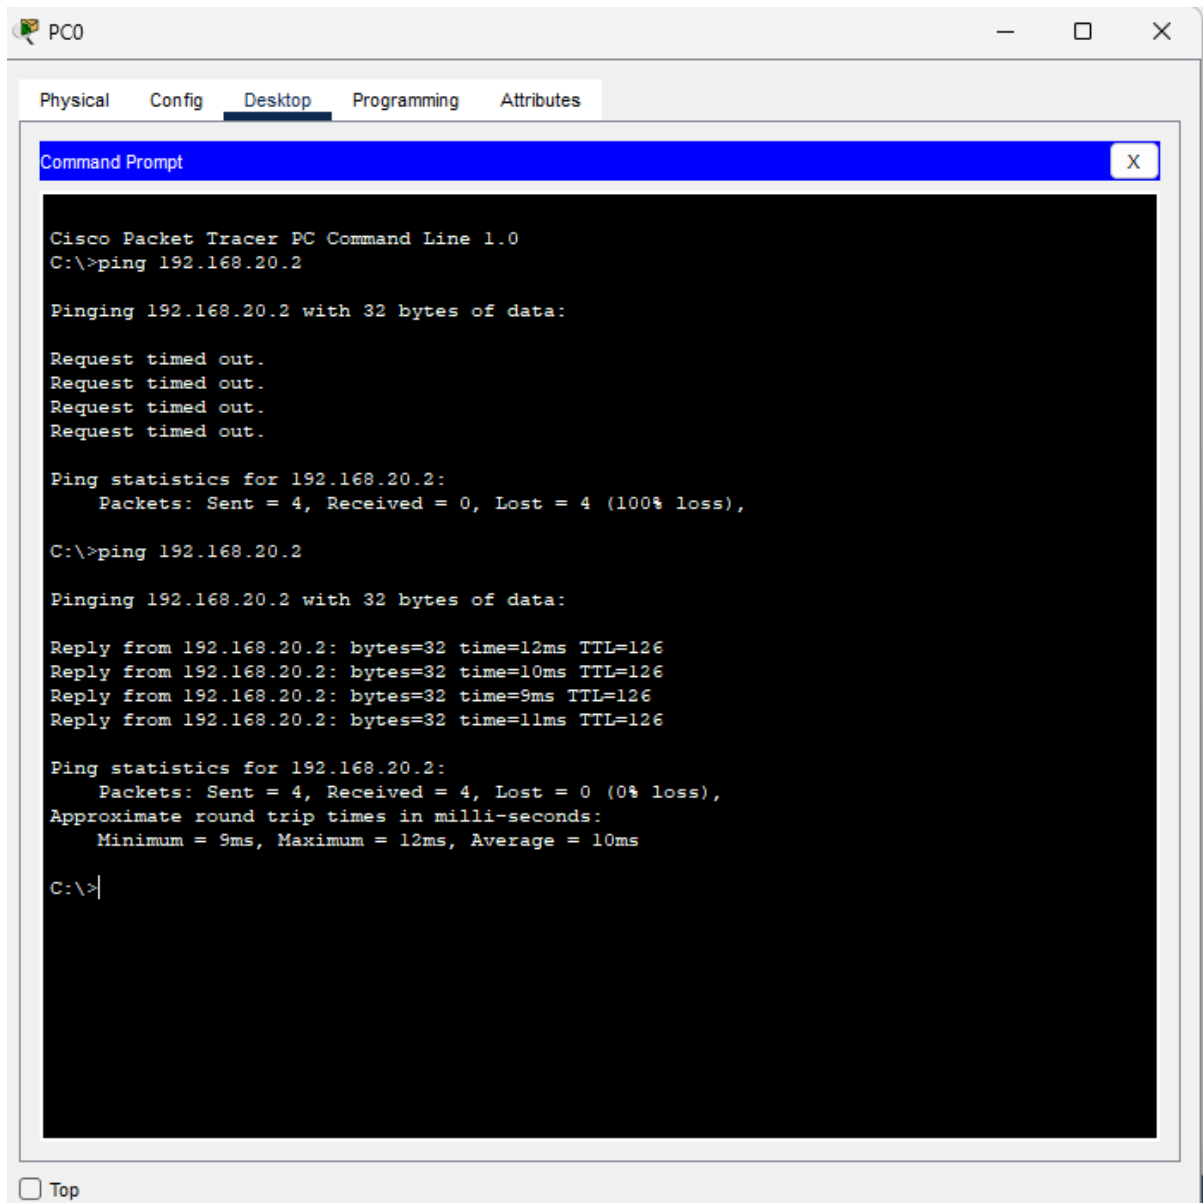 PC0
Physical Config Desktop Programming Attributes
Command Prompt
X
Cisco Packet Tracer PC Command Line 1.0
C:\>ping 192.168.20.2
Pinging 192.168.20.2 with 32 bytes of data:
Request timed out.
Request timed out.
Request timed out.
Request timed out.
Ping statistics for 192.168.20.2:
Packets: Sent = 4, Received = 0, Lost = 4 (100% loss),
C:\>ping 192.168.20.2
Pinging 192.168.20.2 with 32 bytes of data:
Reply from 192.168.20.2: bytes=32 time=12ms TTL=126
Reply from 192.168.20.2: bytes=32 time=10ms TTL=126
Reply from 192.168.20.2: bytes=32 time=9ms TTL=126
Reply from 192.168.20.2: bytes=32 time=11ms TTL=126
Ping statistics for 192.168.20.2:
Packets: Sent = 4, Received = 4, Lost = 0 (0% loss),
Approximate round trip times in milli-seconds:
Minimum = 9ms, Maximum = 12ms, Average = 10ms
C:\>
Top